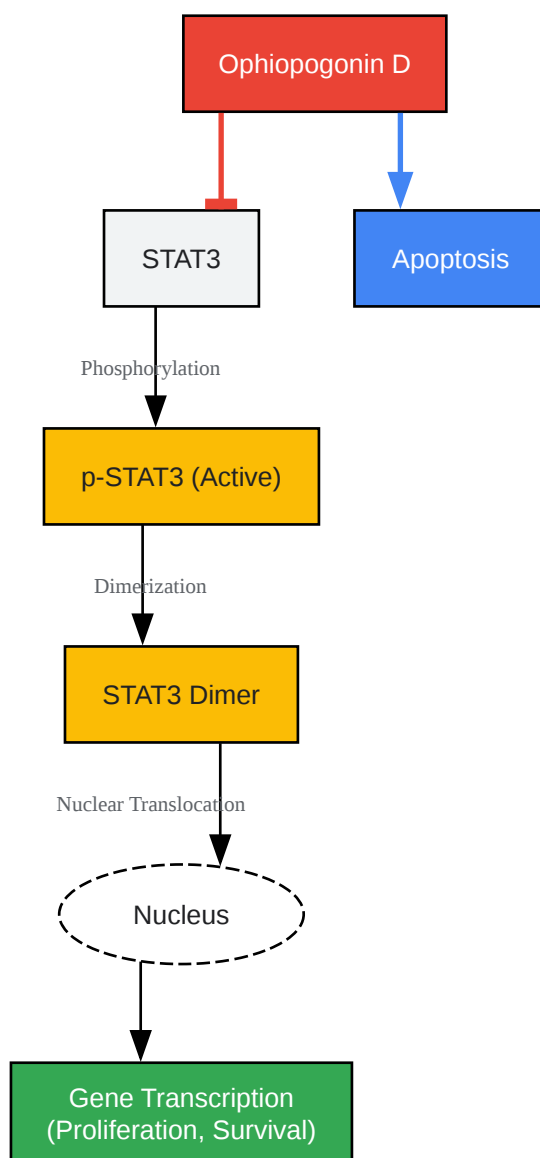 Ophiopogonin D
STAT3
Apoptosis
Phosphorylation
p-STAT3 (Active)
Dimerization
STAT3 Dimer
Nuclear Translocation
Nucleus
Gene Transcription
(Proliferation, Survival)